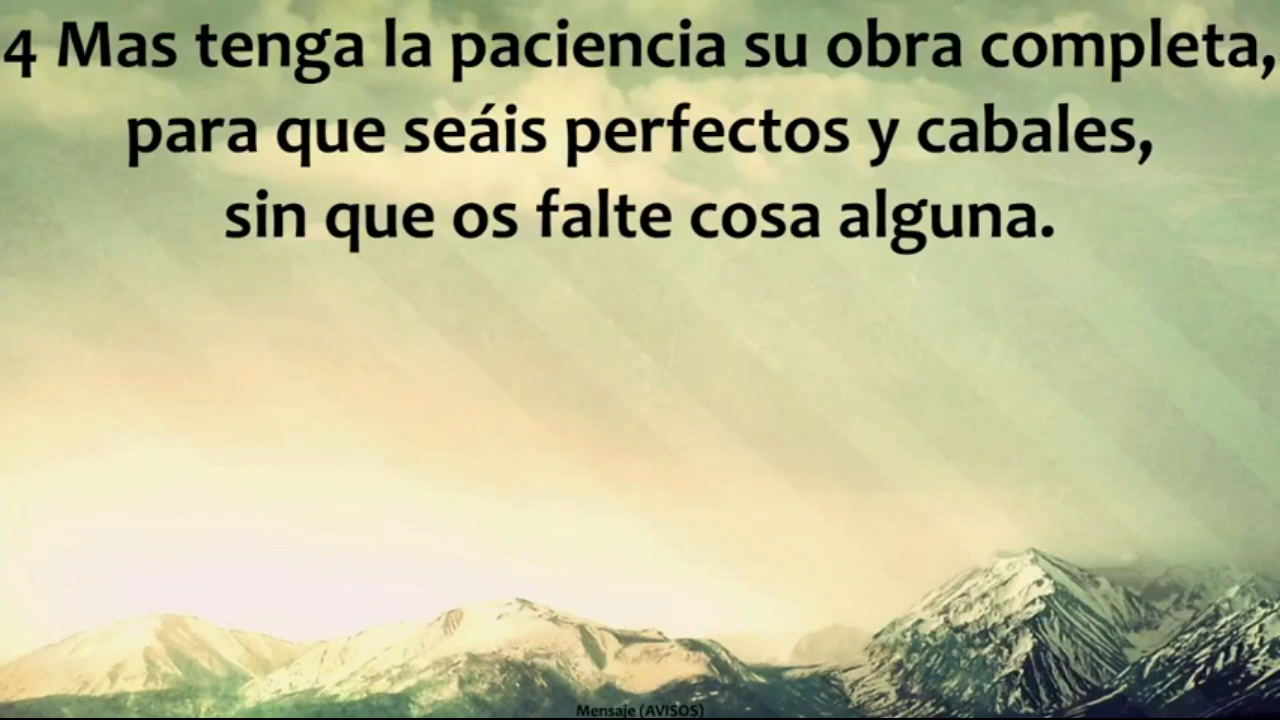 4 Mas tenga la paciencia su obra completa,
para que seáis perfectos y cabales,
sin que os falte cosa alguna.
Mensaje (AVISOS)